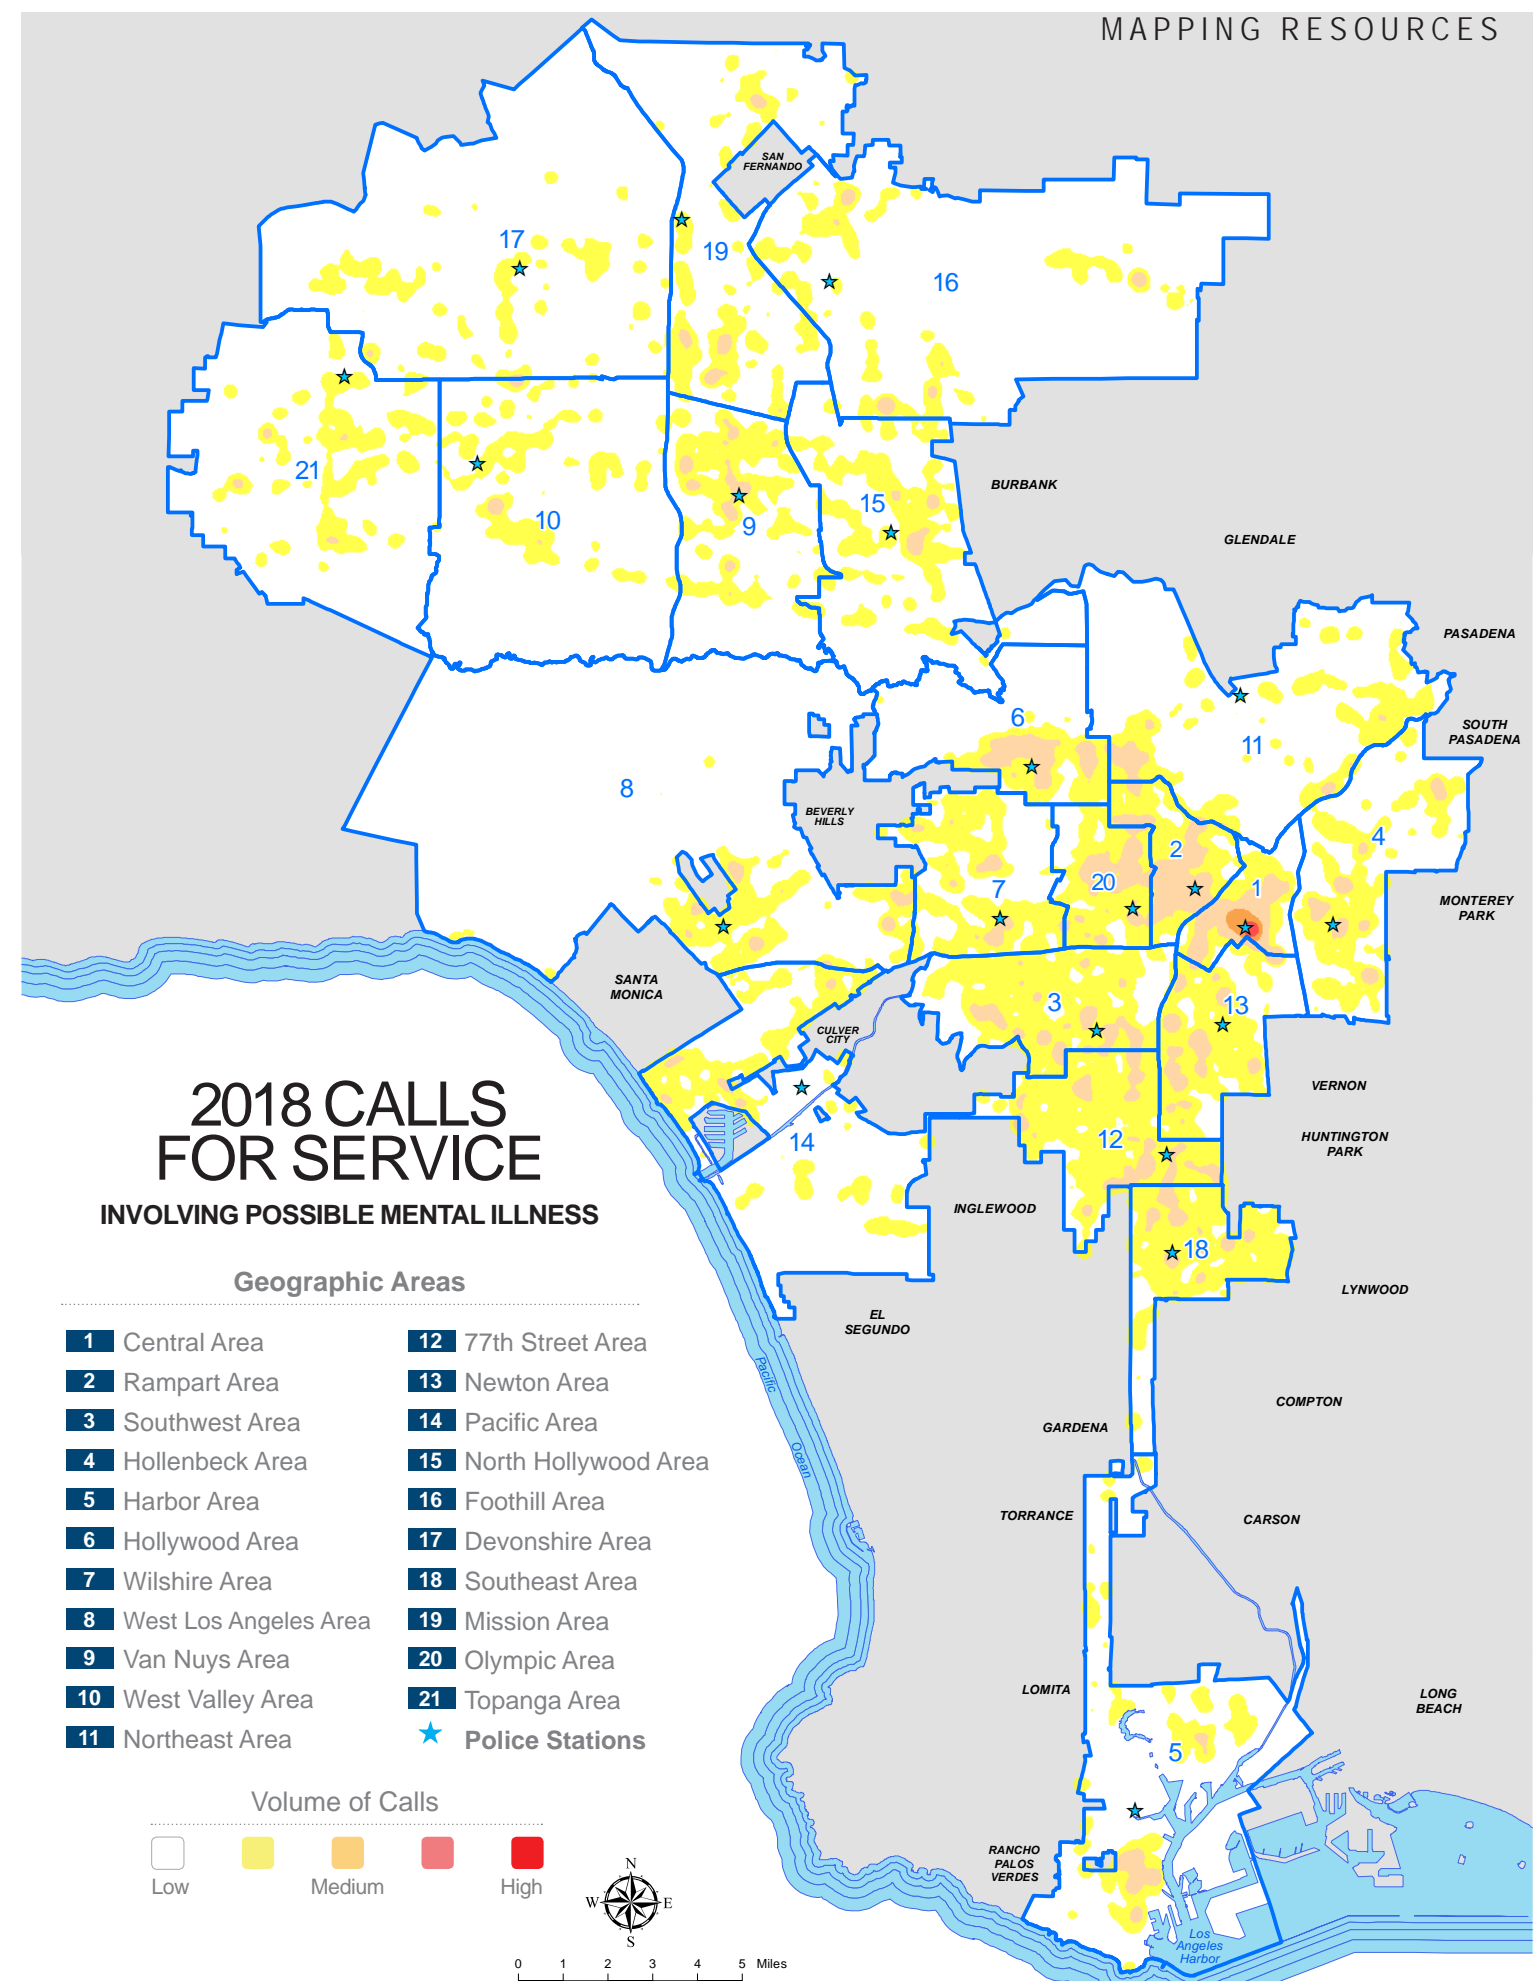 MAPPING RESOURCES
SAN
FERNANDO
17
19
16
21
10
9
15
BURBANK
GLENDALE
PASADENA
6
11
SOUTH
PASADENA
8
BEVERLY
HILLS
4
2
7
20
1
MONTEREY
PARK
SANTA
MONICA
3
13
CULVER
CITY
VERNON
14
12
HUNTINGTON
PARK
INGLEWOOD
18
LYNWOOD
EL
SEGUNDO
Pacific
Ocean
COMPTON
GARDENA
TORRANCE
CARSON
LOMITA
LONG
BEACH
5
RANCHO
PALOS
VERDES
Los
Angeles
Harbor
2018 CALLS
FOR SERVICE
INVOLVING POSSIBLE MENTAL ILLNESS
Geographic Areas
1 Central Area
2 Rampart Area
3 Southwest Area
4 Hollenbeck Area
5 Harbor Area
6 Hollywood Area
7 Wilshire Area
8 West Los Angeles Area
9 Van Nuys Area
10 West Valley Area
11 Northeast Area
12 77th Street Area
13 Newton Area
14 Pacific Area
15 North Hollywood Area
16 Foothill Area
17 Devonshire Area
18 Southeast Area
19 Mission Area
20 Olympic Area
21 Topanga Area
Police Stations
Volume of Calls
Low Medium High
N
W E
S
0 1 2 3 4 5 Miles